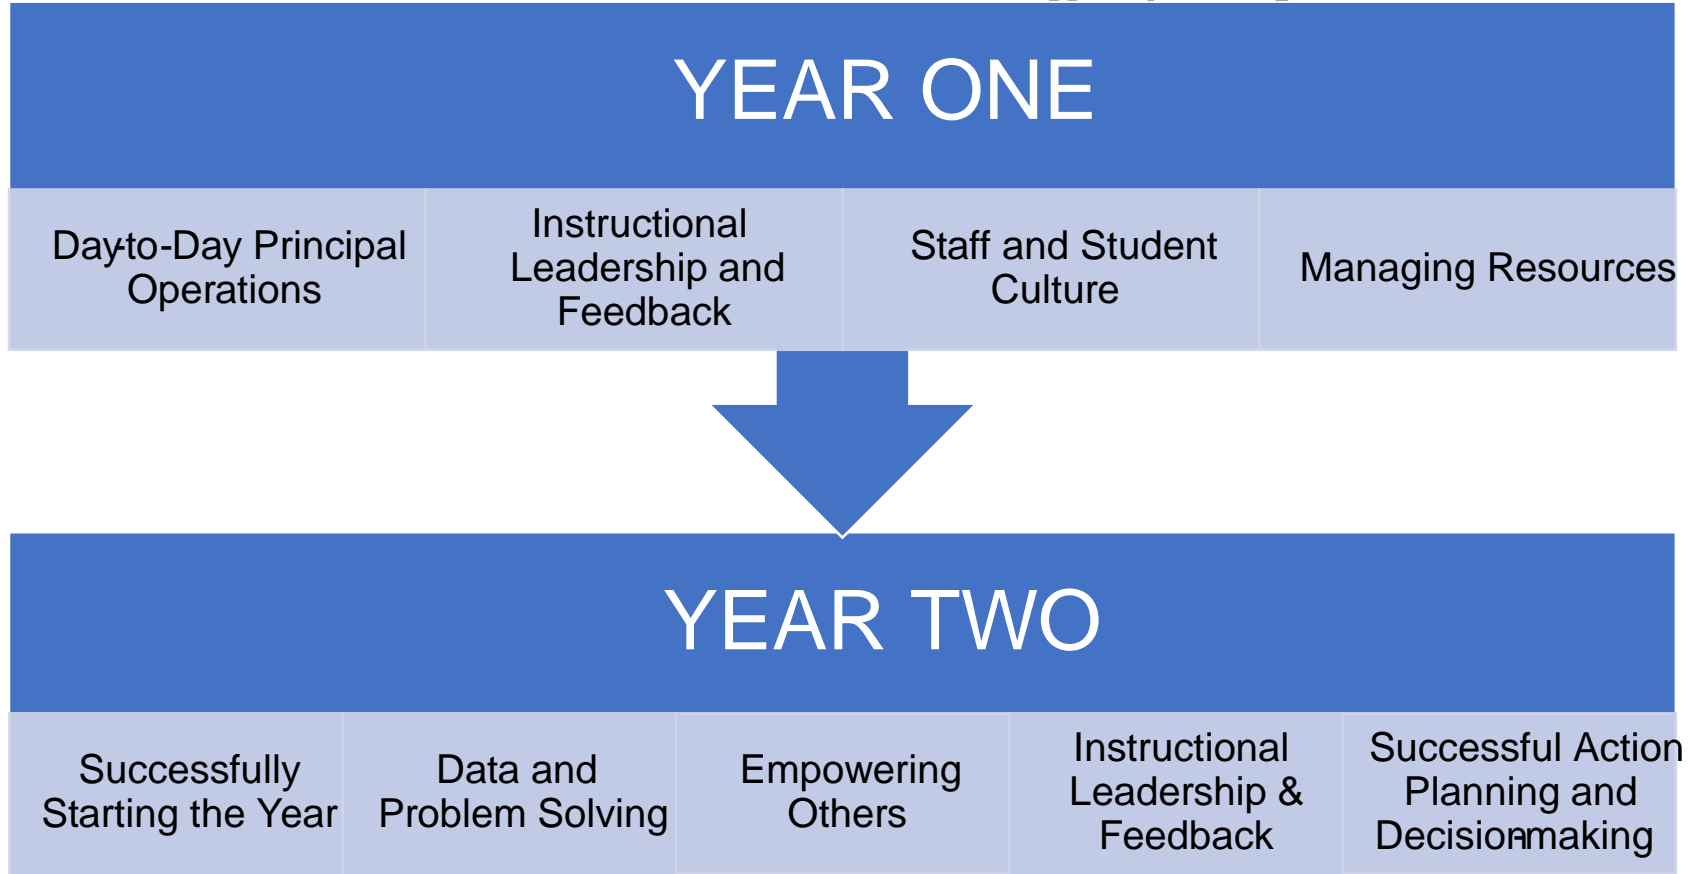 YEAR ONE
Day-to-Day Principal
Operations
Instructional
Leadership and
Feedback
Staff and Student
Culture
Managing Resources
YEAR TWO
Successfully
Starting the Year
Data and
Problem Solving
Empowering
Others
Instructional
Leadership &
Feedback
Successful Action
Planning and
Decision-making